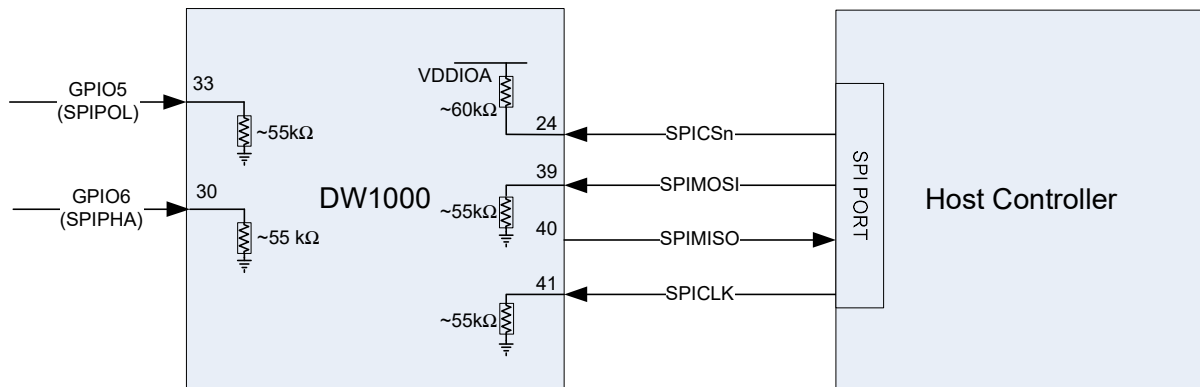 GPIO5
(SPIPOL)
33
~55kΩ
GPIO6
(SPIPHA)
30
~55 kΩ
DW1000
VDDIOA
~60kΩ
24
SPICSn
39
SPIMOSI
~55kΩ
40
SPIMISO
41
SPICLK
~55kΩ
SPI PORT
Host Controller